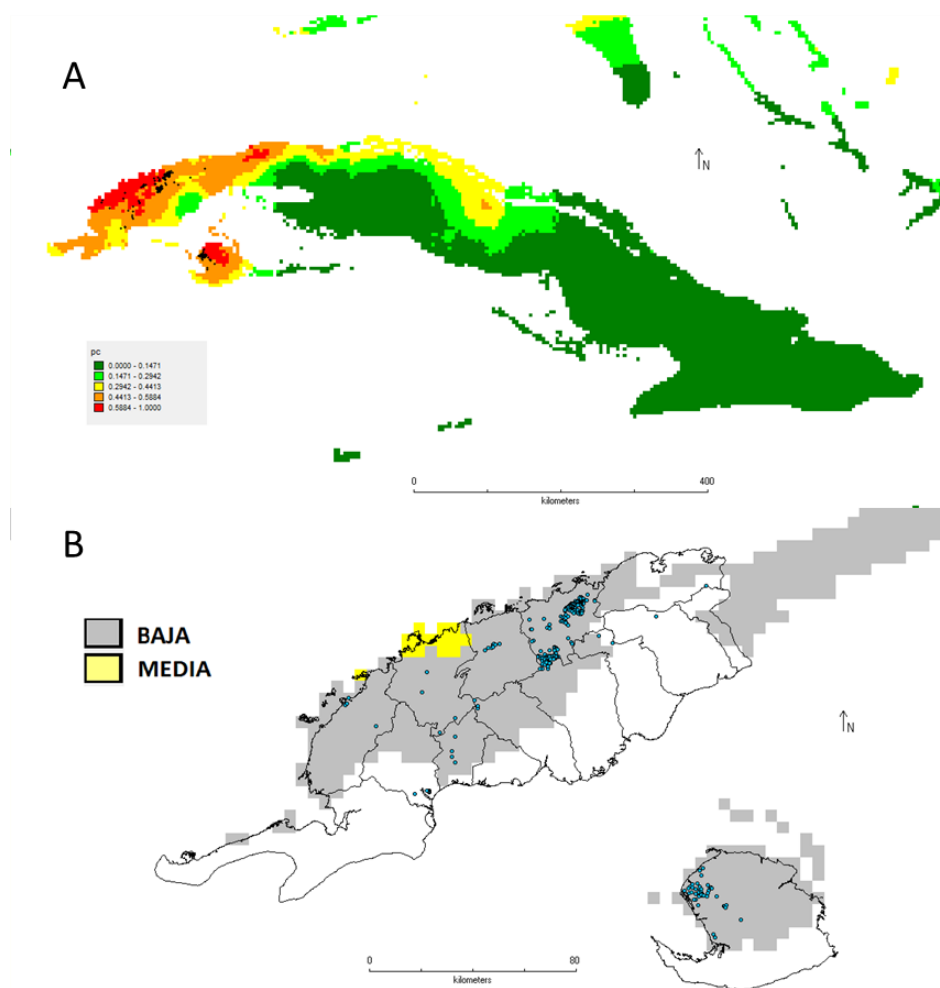 A
N
pc
0.0000 - 0.1471
0.1471 - 0.2942
0.2942 - 0.4413
0.4413 - 0.5884
0.5884 - 1.0000
0 400
kilometers
B
BAJA
MEDIA
N
0 80
kilometers